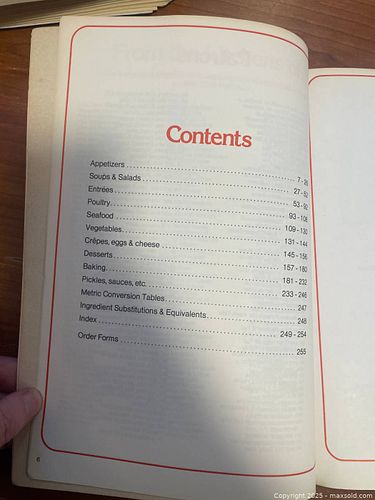 Contents
Appetizers 7 - 26
Soups & Salads 27 - 52
Entrées 53 - 92
Poultry 93 - 108
Seafood 109 - 130
Vegetables 131 - 144
Crêpes, eggs & cheese 145 - 156
Desserts 157 - 180
Baking 181 - 232
Pickles, sauces, etc. 233 - 246
Metric Conversion Tables 247
Ingredient Substitutions & Equivalents 248
Index 249 - 254
Order Forms 255
6
Copyright 2025 - maxsold.com